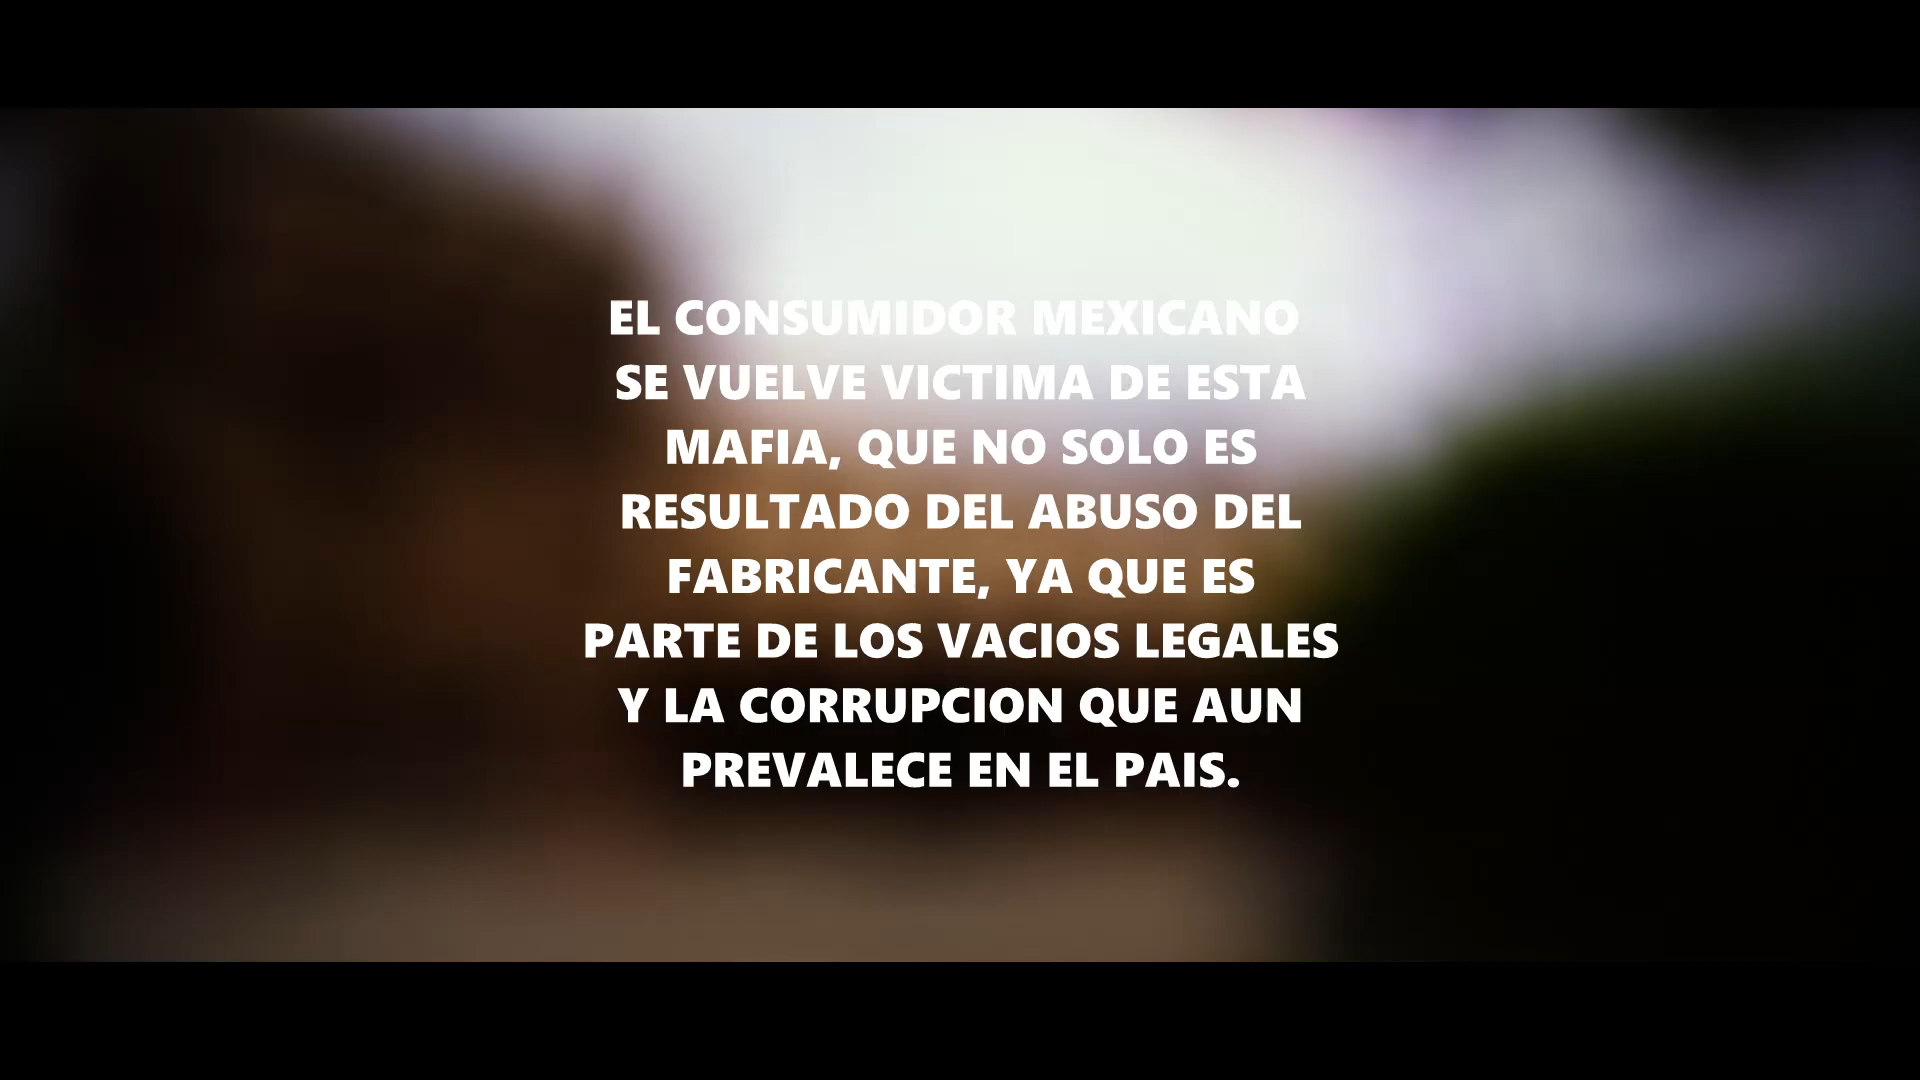 EL CONSUMIDOR MEXICANO
SE VUELVE VICTIMA DE ESTA
MAFIA, QUE NO SOLO ES
RESULTADO DEL ABUSO DEL
FABRICANTE, YA QUE ES
PARTE DE LOS VACIOS LEGALES
Y LA CORRUPCION QUE AUN
PREVALECE EN EL PAIS.